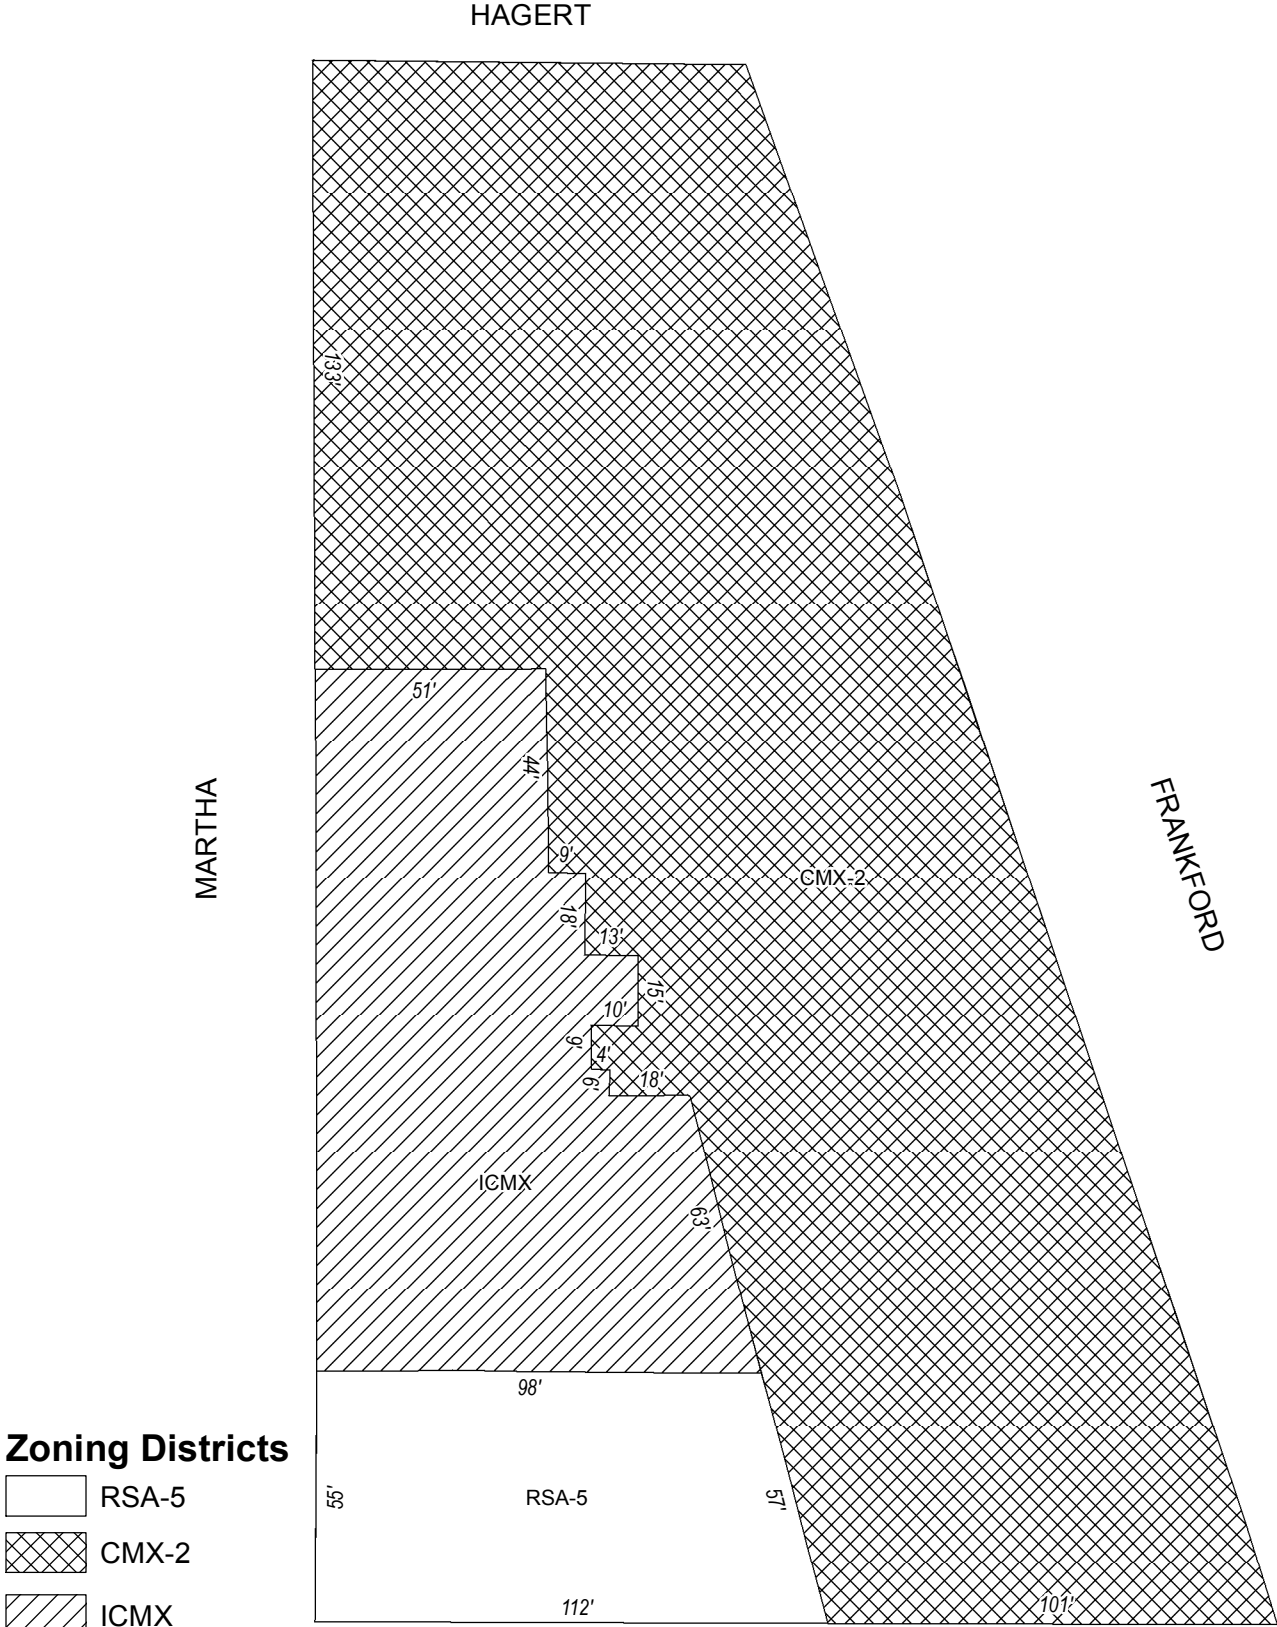 HAGERT
133'
51'
44'
MARTHA
FRANKFORD
9'
CMX-2
18'
13'
15'
10'
9'
4'
6'
18'
ICMX
63'
98'
Zoning Districts
RSA-5
CMX-2
ICMX
55'
RSA-5
57'
112'
101'